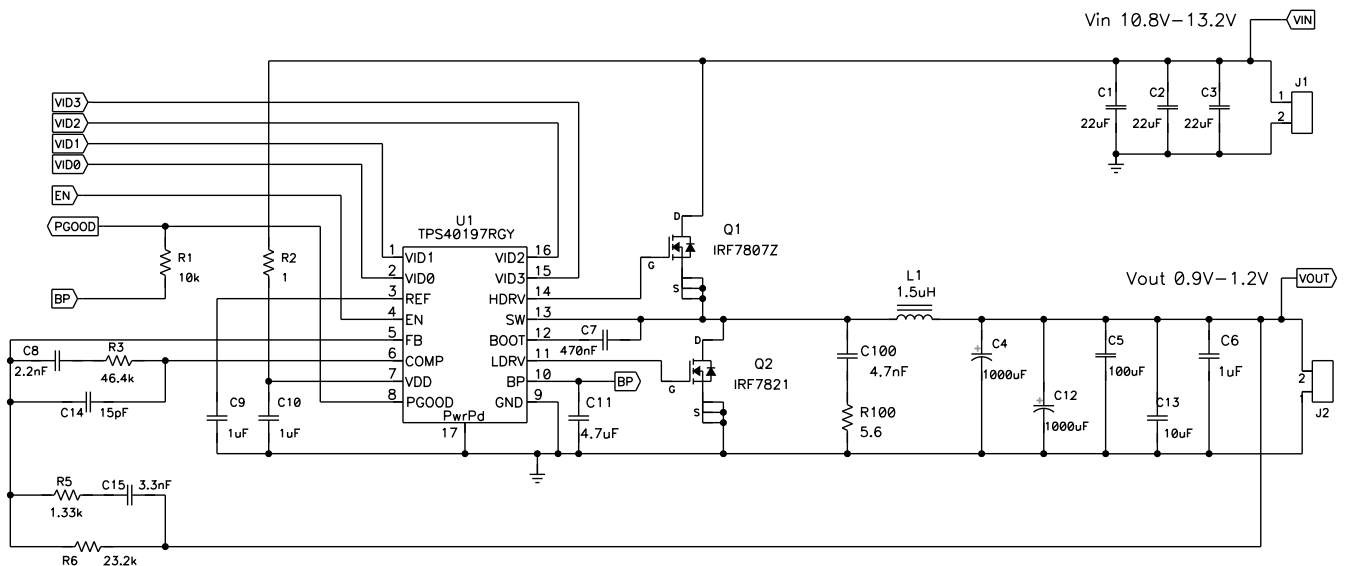 Vin 10.8V-13.2V
VIN
J1
1
2
C1
22uF
C2
22uF
C3
22uF
VID3
VID2
VID1
VID0
EN
PGOOD
BP
R1
10k
R2
1
U1
TPS40197RGY
1 VID1
2 VID0
3 REF
4 EN
5 FB
6 COMP
7 VDD
8 PGOOD
VID2 16
VID3 15
HDRV 14
SW 13
BOOT 12
LDRV 11
BP 10
GND 9
PwrPd
17
D
G
S
Q1
IRF7807Z
D
G
S
Q2
IRF7821
C7
470nF
BP
C11
4.7uF
L1
1.5uH
Vout 0.9V-1.2V
VOUT
C100
4.7nF
R100
5.6
+
C4
1000uF
+
C12
1000uF
C5
100uF
C13
10uF
C6
1uF
2
1
J2
C8
2.2nF
R3
46.4k
C14
15pF
C9
1uF
C10
1uF
R5
1.33k
C15
3.3nF
R6
23.2k